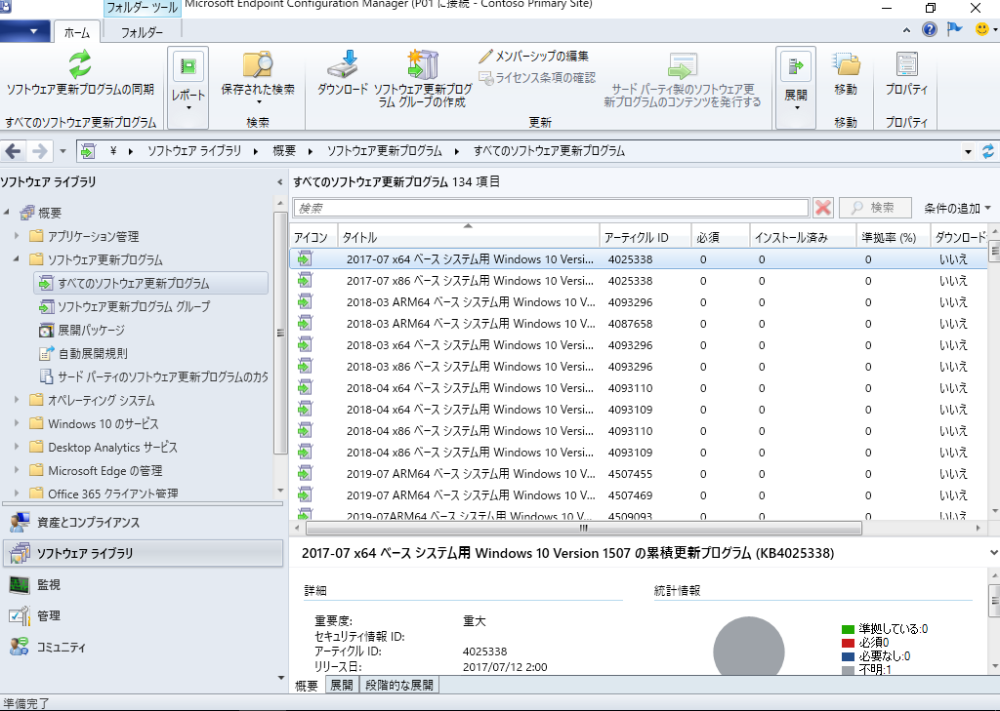 フォルダー ツール
Microsoft Endpoint Configuration Manager (P01 に接続 - Contoso Primary Site)
ホーム
フォルダー
ソフトウェア更新プログラムの同期
レポート
保存された検索
ダウンロード
ソフトウェア更新プログラム グループの作成
メンバーシップの編集
ライセンス条項の確認
サード パーティ製のソフトウェア更新プログラムのコンテンツを発行する
展開
移動
プロパティ
すべてのソフトウェア更新プログラム
検索
更新
移動
プロパティ
¥ ソフトウェア ライブラリ 概要 ソフトウェア更新プログラム すべてのソフトウェア更新プログラム
ソフトウェア ライブラリ
概要
アプリケーション管理
ソフトウェア更新プログラム
すべてのソフトウェア更新プログラム
ソフトウェア更新プログラム グループ
展開パッケージ
自動展開規則
サード パーティのソフトウェア更新プログラムのカタ
オペレーティング システム
Windows 10 のサービス
Desktop Analytics サービス
Microsoft Edge の管理
Office 365 クライアント管理
資産とコンプライアンス
ソフトウェア ライブラリ
監視
管理
コミュニティ
すべてのソフトウェア更新プログラム 134 項目
検索
検索
条件の追加
アイコン タイトル アーティクル ID 必須 インストール済み 準拠率 (%) ダウンロード
2017-07 x64 ベース システム用 Windows 10 Versi... 4025338 0 0 0 いいえ
2017-07 x86 ベース システム用 Windows 10 Versi... 4025338 0 0 0 いいえ
2018-03 ARM64 ベース システム用 Windows 10 V... 4093296 0 0 0 いいえ
2018-03 ARM64 ベース システム用 Windows 10 V... 4087658 0 0 0 いいえ
2018-03 x64 ベース システム用 Windows 10 Versi... 4093296 0 0 0 いいえ
2018-03 x86 ベース システム用 Windows 10 Versi... 4093296 0 0 0 いいえ
2018-04 x64 ベース システム用 Windows 10 Versi... 4093110 0 0 0 いいえ
2018-04 x64 ベース システム用 Windows 10 Versi... 4093109 0 0 0 いいえ
2018-04 x86 ベース システム用 Windows 10 Versi... 4093110 0 0 0 いいえ
2018-04 x86 ベース システム用 Windows 10 Versi... 4093109 0 0 0 いいえ
2019-07 ARM64 ベース システム用 Windows 10 V... 4507455 0 0 0 いいえ
2019-07 ARM64 ベース システム用 Windows 10 V... 4507469 0 0 0 いいえ
2019-07ARM64 ベース システム用 Windows 10 V... 4509093 0 0 0 いいえ
2017-07 x64 ベース システム用 Windows 10 Version 1507 の累積更新プログラム (KB4025338)
詳細
重要度: 重大
セキュリティ情報 ID:
アーティクル ID: 4025338
リリース日: 2017/07/12 2:00
統計情報
準拠している:0
必須0
必要なし:0
不明:1
概要 展開 段階的な展開
準備完了